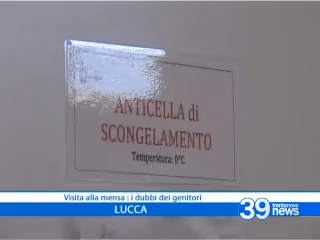 ANTICELLA di
SCONGELAMENTO
Temperatura: 0°C
Visita alla mensa : i dubbi dei genitori
LUCCA
39 trentanove
news